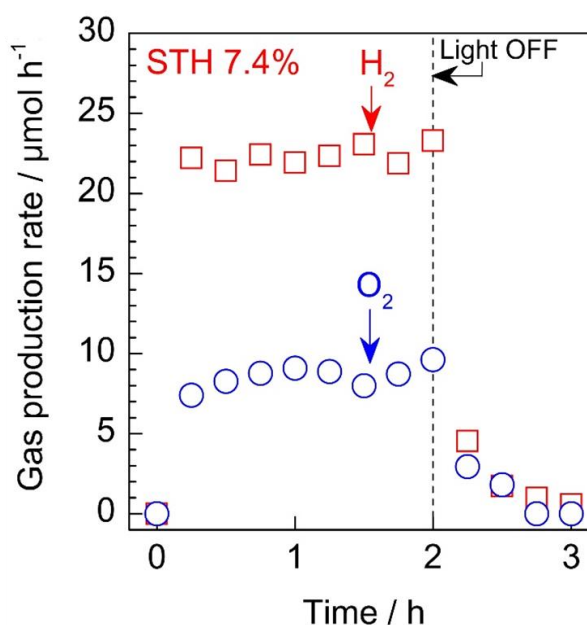 STH 7.4%
H₂
Light OFF
O₂
Gas production rate / μmol h⁻¹
30
25
20
15
10
5
0
0 1 2 3
Time / h